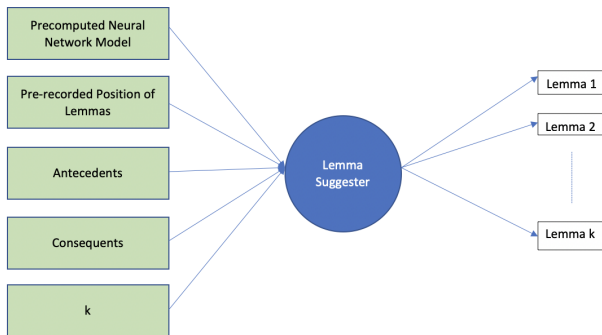 Precomputed Neural
Network Model
Pre-recorded Position of
Lemmas
Antecedents
Consequents
k
Lemma
Suggester
Lemma 1
Lemma 2
Lemma k